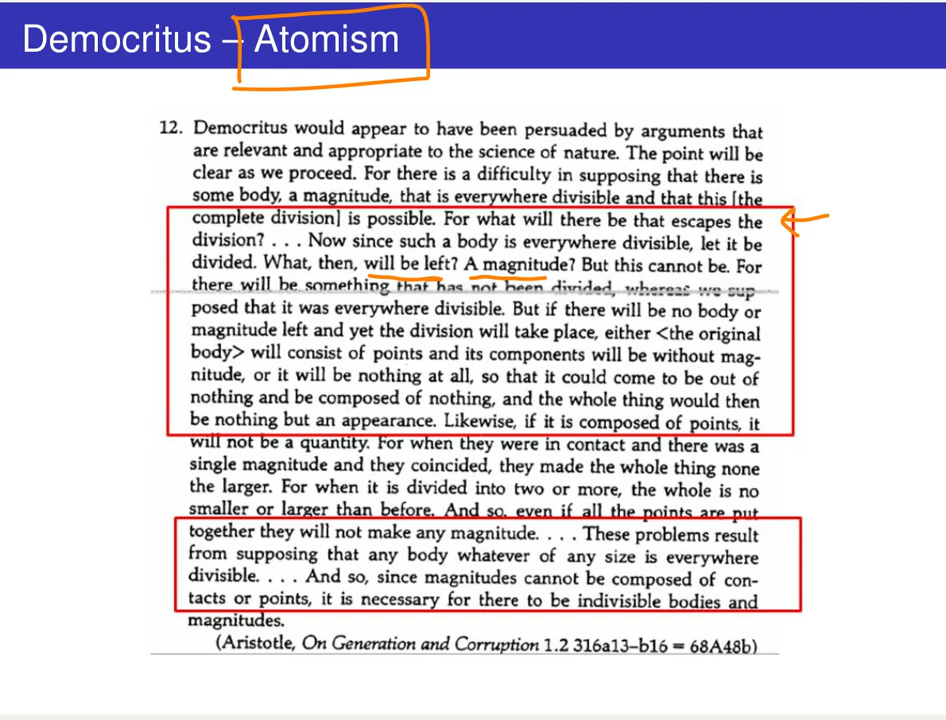 Democritus – Atomism
12. Democritus would appear to have been persuaded by arguments that
are relevant and appropriate to the science of nature. The point will be
clear as we proceed. For there is a difficulty in supposing that there is
some body, a magnitude, that is everywhere divisible and that this [the
complete division] is possible. For what will there be that escapes the
division? . . . Now since such a body is everywhere divisible, let it be
divided. What, then, will be left? A magnitude? But this cannot be. For
there will be something that has not been divided, whereas we sup
posed that it was everywhere divisible. But if there will be no body or
magnitude left and yet the division will take place, either <the original
body> will consist of points and its components will be without mag-
nitude, or it will be nothing at all, so that it could come to be out of
nothing and be composed of nothing, and the whole thing would then
be nothing but an appearance. Likewise, if it is composed of points, it
will not be a quantity. For when they were in contact and there was a
single magnitude and they coincided, they made the whole thing none
the larger. For when it is divided into two or more, the whole is no
smaller or larger than before. And so, even if all the points are put
together they will not make any magnitude. . . . These problems result
from supposing that any body whatever of any size is everywhere
divisible. . . . And so, since magnitudes cannot be composed of con-
tacts or points, it is necessary for there to be indivisible bodies and
magnitudes.
(Aristotle, On Generation and Corruption 1.2 316a13–b16 = 68A48b)